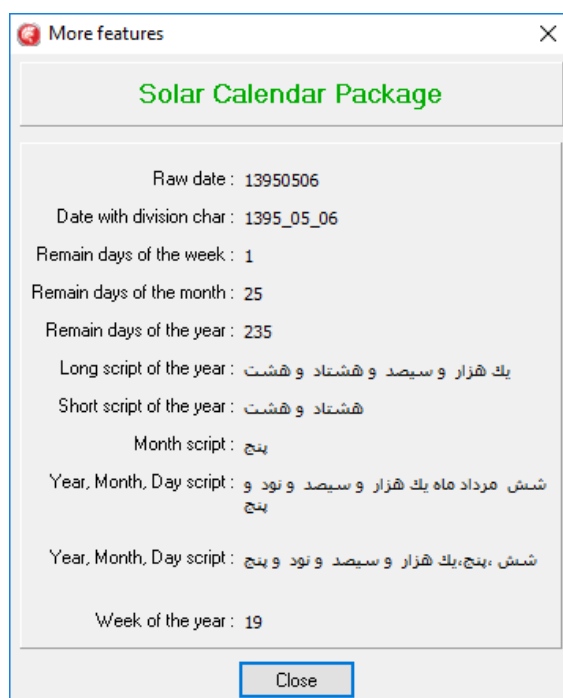 More features
Solar Calendar Package
Raw date : 13950506
Date with division char : 1395_05_06
Remain days of the week : 1
Remain days of the month : 25
Remain days of the year : 235
Long script of the year : يك هزار و سيصد و هشتاد و هشت
Short script of the year : هشتاد و هشت
Month script : پنج
Year, Month, Day script : شش مرداد ماه يك هزار و سيصد و نود و
پنج
Year, Month, Day script : شش ،پنج،يك هزار و سيصد و نود و پنج
Week of the year : 19
Close